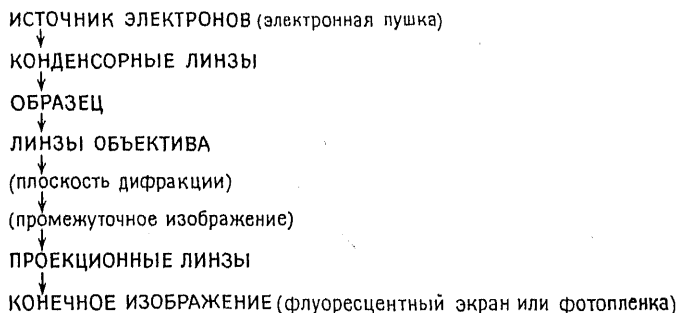 ИСТОЧНИК ЭЛЕКТРОНОВ (электронная пушка)
КОНДЕНСОРНЫЕ ЛИНЗЫ
ОБРАЗЕЦ
ЛИНЗЫ ОБЪЕКТИВА
(плоскость дифракции)
(промежуточное изображение)
ПРОЕКЦИОННЫЕ ЛИНЗЫ
КОНЕЧНОЕ ИЗОБРАЖЕНИЕ (флуоресцентный экран или фотопленка)